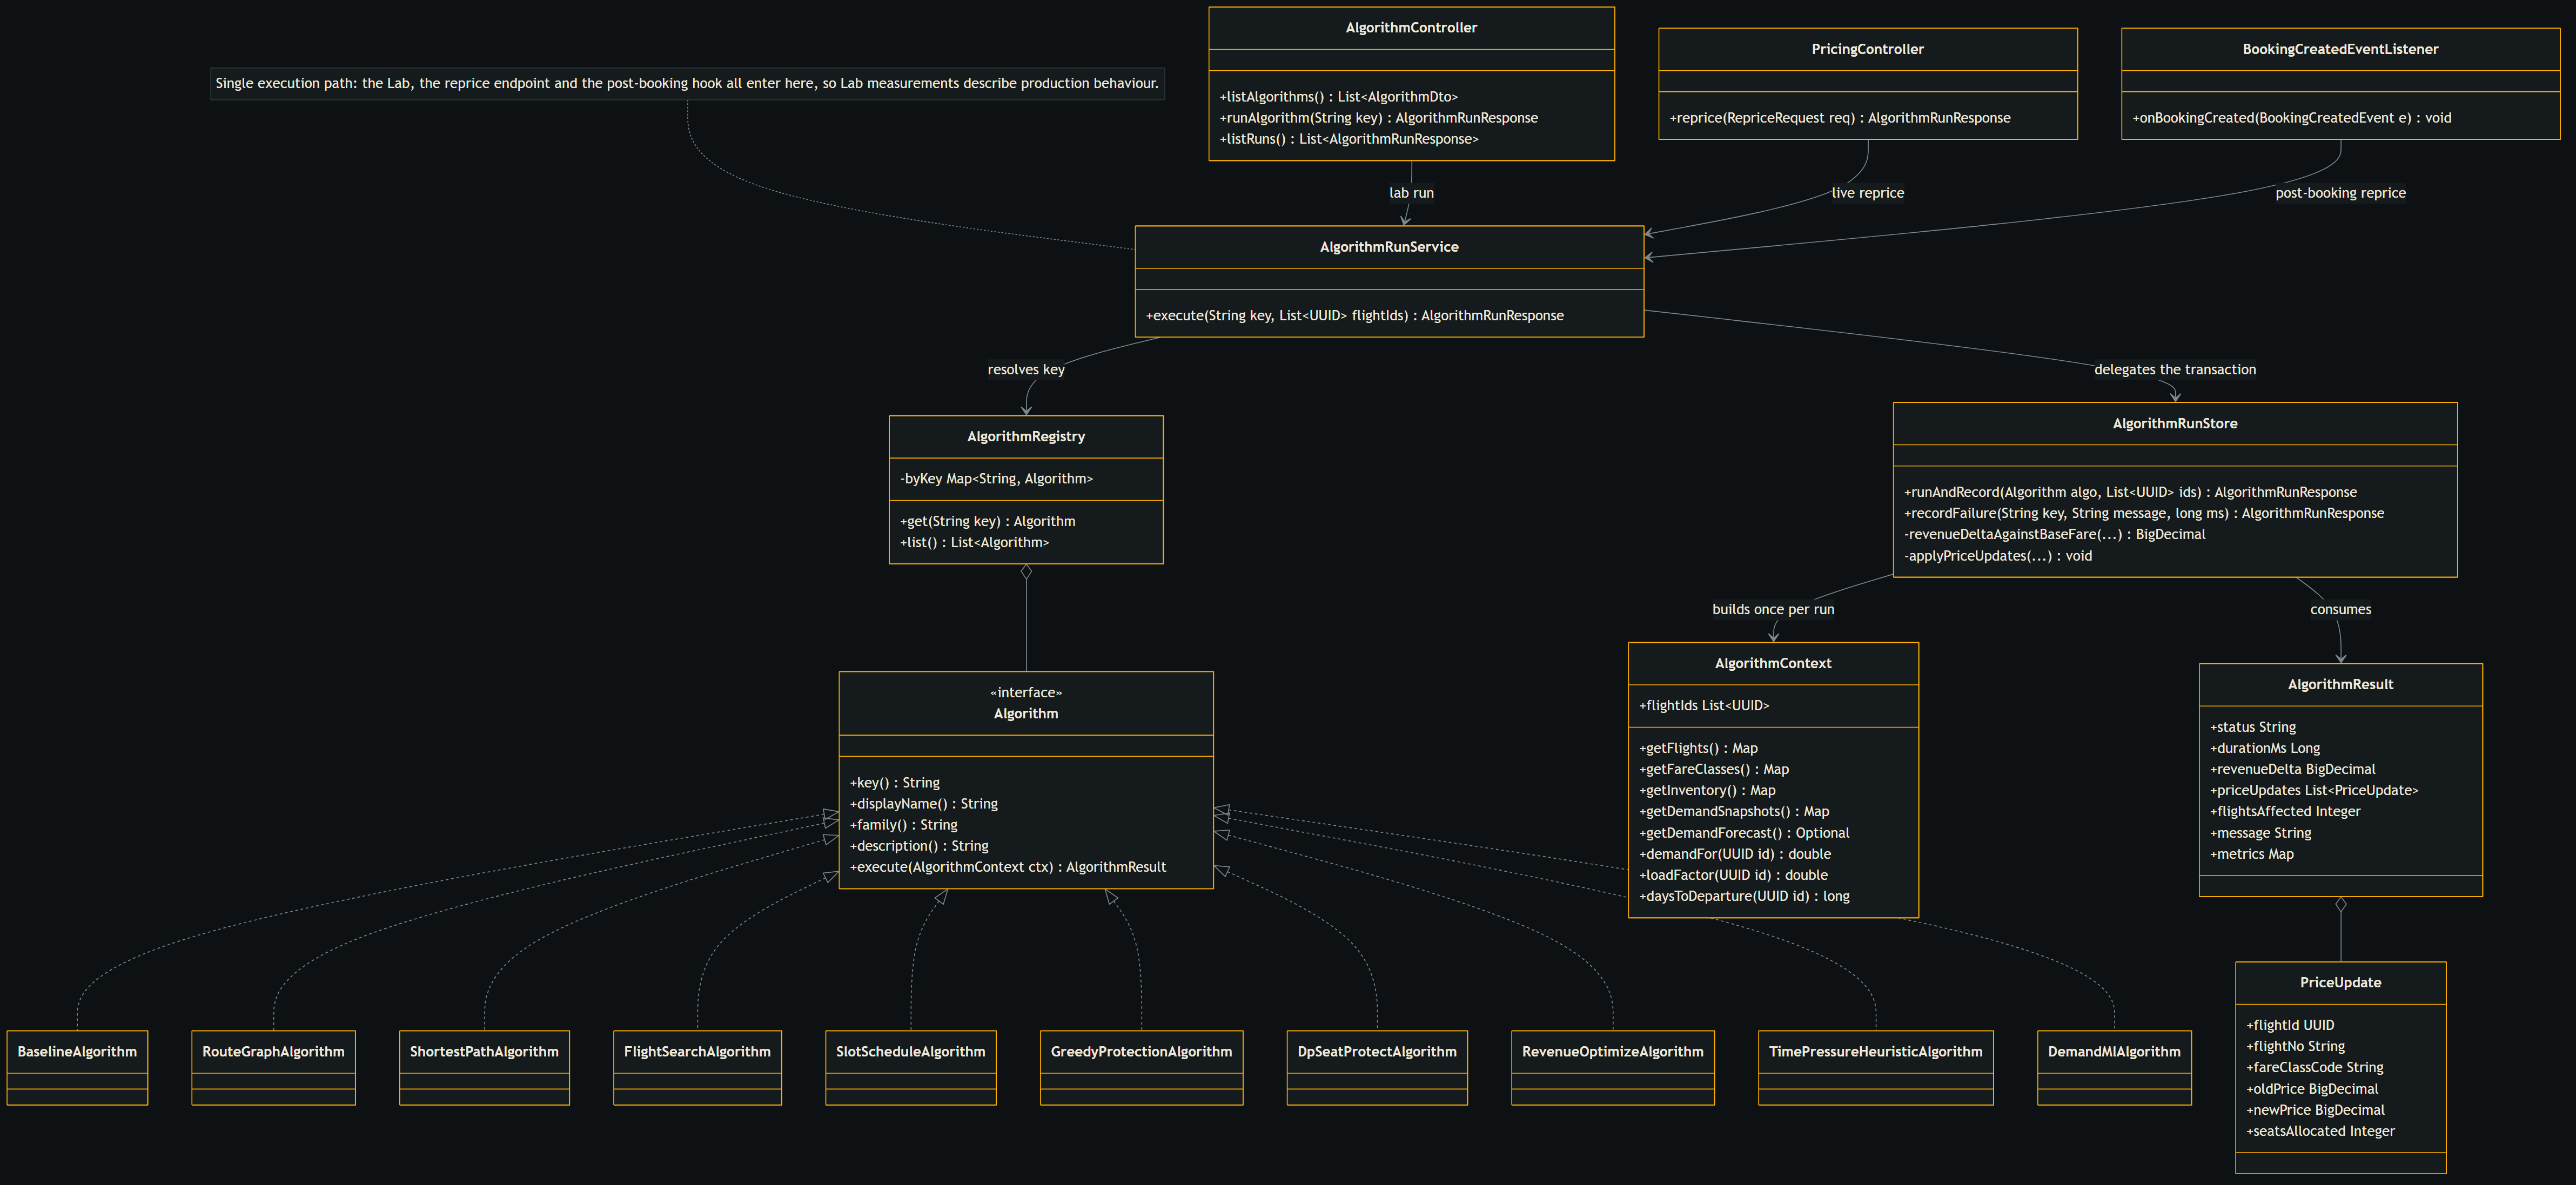 AlgorithmController
+listAlgorithms() : List<AlgorithmDto>
+runAlgorithm(String key) : AlgorithmRunResponse
+listRuns() : List<AlgorithmRunResponse>
PricingController
+reprice(RepriceRequest req) : AlgorithmRunResponse
BookingCreatedEventListener
+onBookingCreated(BookingCreatedEvent e) : void
Single execution path: the Lab, the reprice endpoint and the post-booking hook all enter here, so Lab measurements describe production behaviour.
lab run
live reprice
post-booking reprice
AlgorithmRunService
+execute(String key, List<UUID> flightIds) : AlgorithmRunResponse
resolves key
delegates the transaction
AlgorithmRegistry
-byKey Map<String, Algorithm>
+get(String key) : Algorithm
+list() : List<Algorithm>
AlgorithmRunStore
+runAndRecord(Algorithm algo, List<UUID> ids) : AlgorithmRunResponse
+recordFailure(String key, String message, long ms) : AlgorithmRunResponse
-revenueDeltaAgainstBaseFare(...) : BigDecimal
-applyPriceUpdates(...) : void
builds once per run
consumes
«interface»
Algorithm
+key() : String
+displayName() : String
+family() : String
+description() : String
+execute(AlgorithmContext ctx) : AlgorithmResult
AlgorithmContext
+flightIds List<UUID>
+getFlights() : Map
+getFareClasses() : Map
+getInventory() : Map
+getDemandSnapshots() : Map
+getDemandForecast() : Optional
+demandFor(UUID id) : double
+loadFactor(UUID id) : double
+daysToDeparture(UUID id) : long
AlgorithmResult
+status String
+durationMs Long
+revenueDelta BigDecimal
+priceUpdates List<PriceUpdate>
+flightsAffected Integer
+message String
+metrics Map
BaselineAlgorithm
RouteGraphAlgorithm
ShortestPathAlgorithm
FlightSearchAlgorithm
SlotScheduleAlgorithm
GreedyProtectionAlgorithm
DpSeatProtectAlgorithm
RevenueOptimizeAlgorithm
TimePressureHeuristicAlgorithm
DemandMlAlgorithm
PriceUpdate
+flightId UUID
+flightNo String
+fareClassCode String
+oldPrice BigDecimal
+newPrice BigDecimal
+seatsAllocated Integer